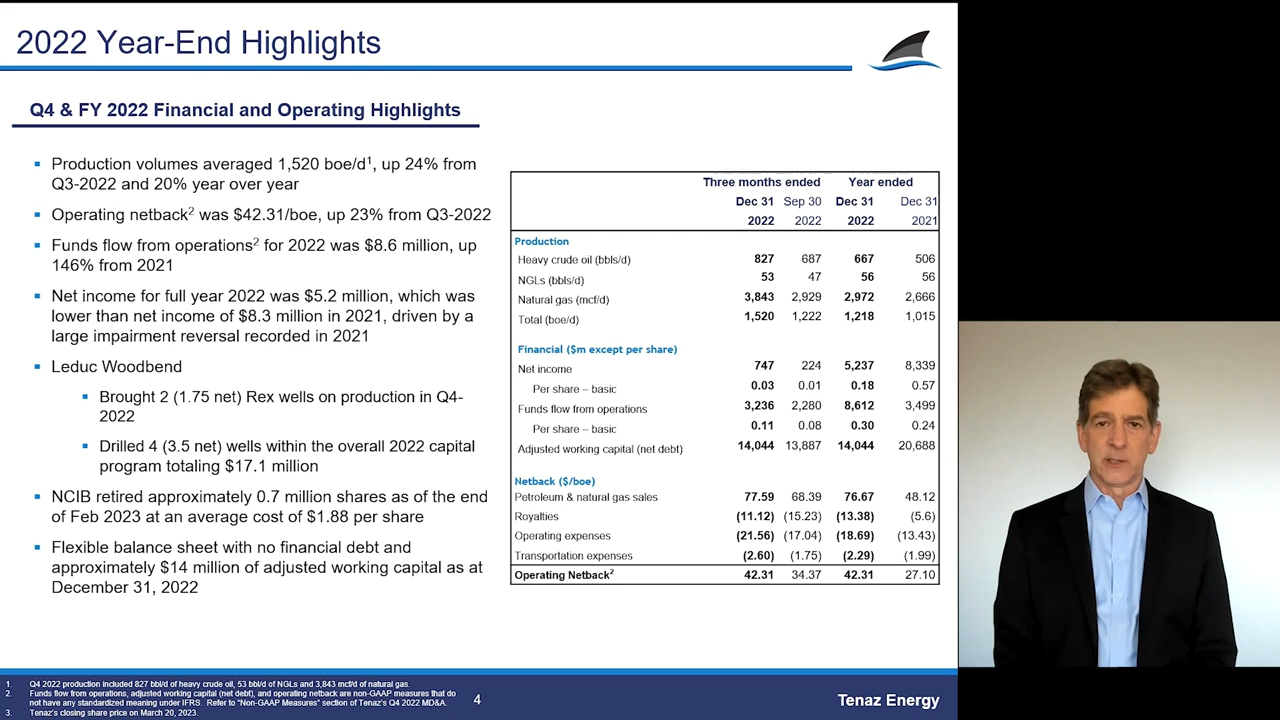 2022 Year-End Highlights
Q4 & FY 2022 Financial and Operating Highlights
▪ Production volumes averaged 1,520 boe/d1, up 24% from
Q3-2022 and 20% year over year
▪ Operating netback2 was $42.31/boe, up 23% from Q3-2022
▪ Funds flow from operations2 for 2022 was $8.6 million, up
146% from 2021
▪ Net income for full year 2022 was $5.2 million, which was
lower than net income of $8.3 million in 2021, driven by a
large impairment reversal recorded in 2021
▪ Leduc Woodbend
▪ Brought 2 (1.75 net) Rex wells on production in Q4-
2022
▪ Drilled 4 (3.5 net) wells within the overall 2022 capital
program totaling $17.1 million
▪ NCIB retired approximately 0.7 million shares as of the end
of Feb 2023 at an average cost of $1.88 per share
▪ Flexible balance sheet with no financial debt and
approximately $14 million of adjusted working capital as at
December 31, 2022
Three months ended Year ended
Dec 31 Sep 30 Dec 31 Dec 31
2022 2022 2022 2021
Production
Heavy crude oil (bbls/d) 827 687 667 506
NGLs (bbls/d) 53 47 56 56
Natural gas (mcf/d) 3,843 2,929 2,972 2,666
Total (boe/d) 1,520 1,222 1,218 1,015
Financial ($m except per share)
Net income 747 224 5,237 8,339
Per share – basic 0.03 0.01 0.18 0.57
Funds flow from operations 3,236 2,280 8,612 3,499
Per share – basic 0.11 0.08 0.30 0.24
Adjusted working capital (net debt) 14,044 13,887 14,044 20,688
Netback ($/boe)
Petroleum & natural gas sales 77.59 68.39 76.67 48.12
Royalties (11.12) (15.23) (13.38) (5.6)
Operating expenses (21.56) (17.04) (18.69) (13.43)
Transportation expenses (2.60) (1.75) (2.29) (1.99)
Operating Netback2 42.31 34.37 42.31 27.10
1. Q4 2022 production included 827 bbl/d of heavy crude oil, 53 bbl/d of NGLs and 3,843 mcf/d of natural gas.
2. Funds flow from operations, adjusted working capital (net debt), and operating netback are non-GAAP measures that do
not have any standardized meaning under IFRS. Refer to "Non-GAAP Measures" section of Tenaz's Q4 2022 MD&A.
3. Tenaz's closing share price on March 20, 2023.
4
Tenaz Energy